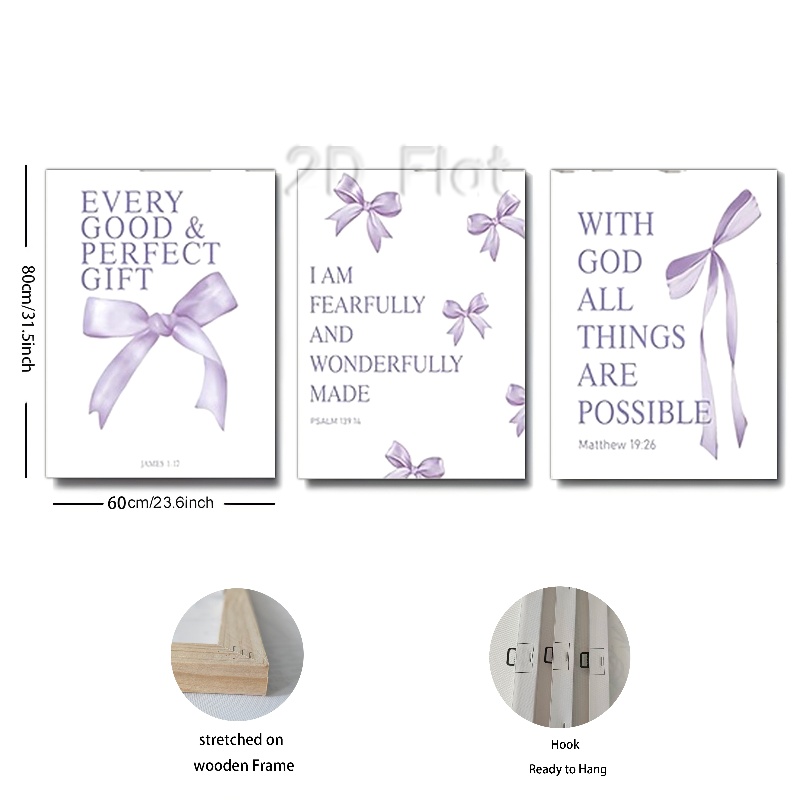 2D Flat
EVERY
GOOD &
PERFECT
GIFT
JAMES 1:17
I AM
FEARFULLY
AND
WONDERFULLY
MADE
PSALM 139:14
WITH
GOD
ALL
THINGS
ARE
POSSIBLE
Matthew 19:26
80cm/31.5inch
60cm/23.6inch
stretched on
wooden Frame
Hook
Ready to Hang